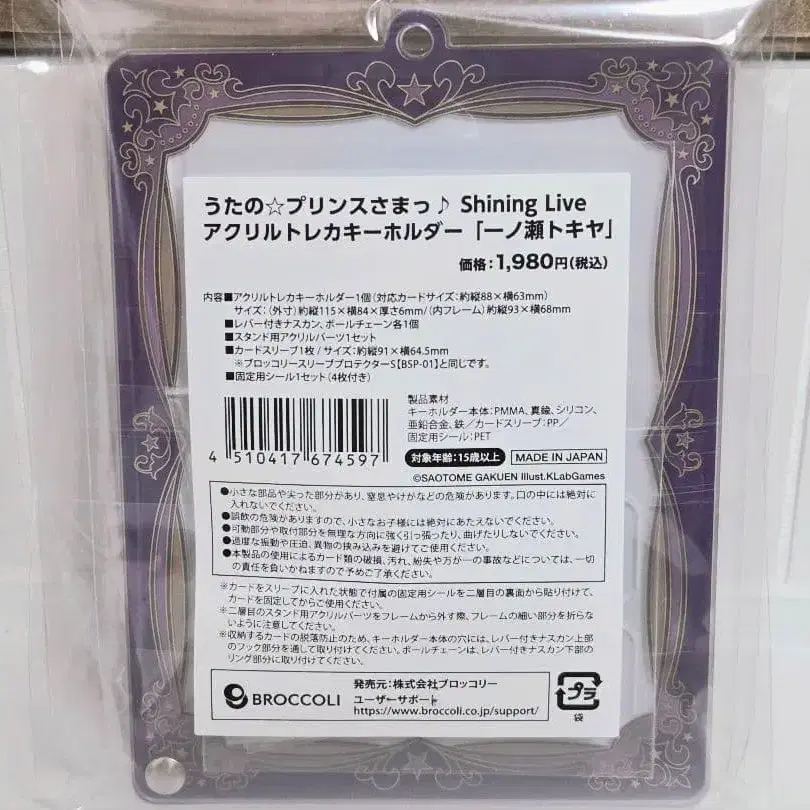 うたの☆プリンスさまっ♪ Shining Live
アクリルトレカキーホルダー「一ノ瀬トキヤ」
価格:1,980円(税込)
内容■アクリルトレカキーホルダー1個(対応カードサイズ:約縦88×横63mm)
サイズ:(外寸)約縦115×横84×厚さ6mm/(内フレーム)約縦93×横68mm
■レバー付きナスカン、ボールチェーン各1個
■スタンド用アクリルパーツ1セット
■カードスリーブ1枚/サイズ:約縦91×横64.5mm
※ブロッコリースリーブプロテクターS【BSP-01】と同じです。
■固定用シール1セット(4枚付き)
製品素材
キーホルダー本体:PMMA、真鍮、シリコン、
亜鉛合金、鉄/カードスリーブ:PP/
固定用シール:PET
4 510417 674597
対象年齢:15歳以上 MADE IN JAPAN
©SAOTOME GAKUEN Illust.KLabGames
●小さな部品や尖った部分があり、窒息やけがなどの危険があります。口の中には絶対に
入れないでください。
●誤飲の危険がありますので、小さなお子様には絶対にあたえないでください。
●可動部分や取付部分を無理な方向に強く引っ張ったり、曲げたりしないでください。
●過度な振動や圧迫、異物の挟み込みを避けてご使用ください。
●本製品の使用によるカード類の破損、汚れ、紛失や万が一の事故などについては、一切
の責任を負いかねますので予めご了承ください。
※カードをスリーブに入れた状態で付属の固定用シールを二層目の裏面から貼り付けて、
カードを固定してからご使用ください。
※二層目のスタンド用アクリルパーツをフレームから外す際、フレームの細い部分を折らな
いように注意してください。
※収納するカードの脱落防止のため、キーホルダー本体の穴には、レバー付きナスカン上部
のフック部分を通して取り付けてください。ボールチェーンは、レバー付きナスカン下部の
リング部分に取り付けてください。
BROCCOLI
発売元:株式会社ブロッコリー
ユーザーサポート
https://www.broccoli.co.jp/support/
プラ
袋